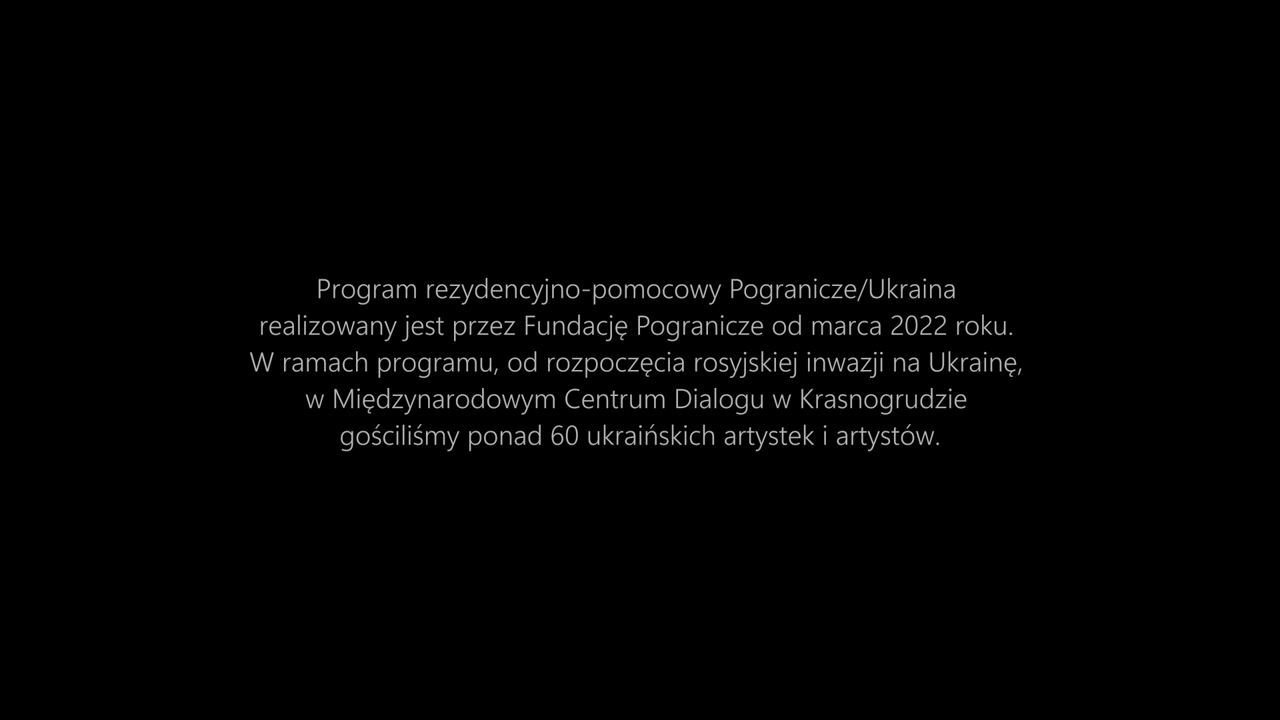 Program rezydencyjno-pomocowy Pogranicze/Ukraina
realizowany jest przez Fundację Pogranicze od marca 2022 roku.
W ramach programu, od rozpoczęcia rosyjskiej inwazji na Ukrainę,
w Międzynarodowym Centrum Dialogu w Krasnogrudzie
gościliśmy ponad 60 ukraińskich artystek i artystów.